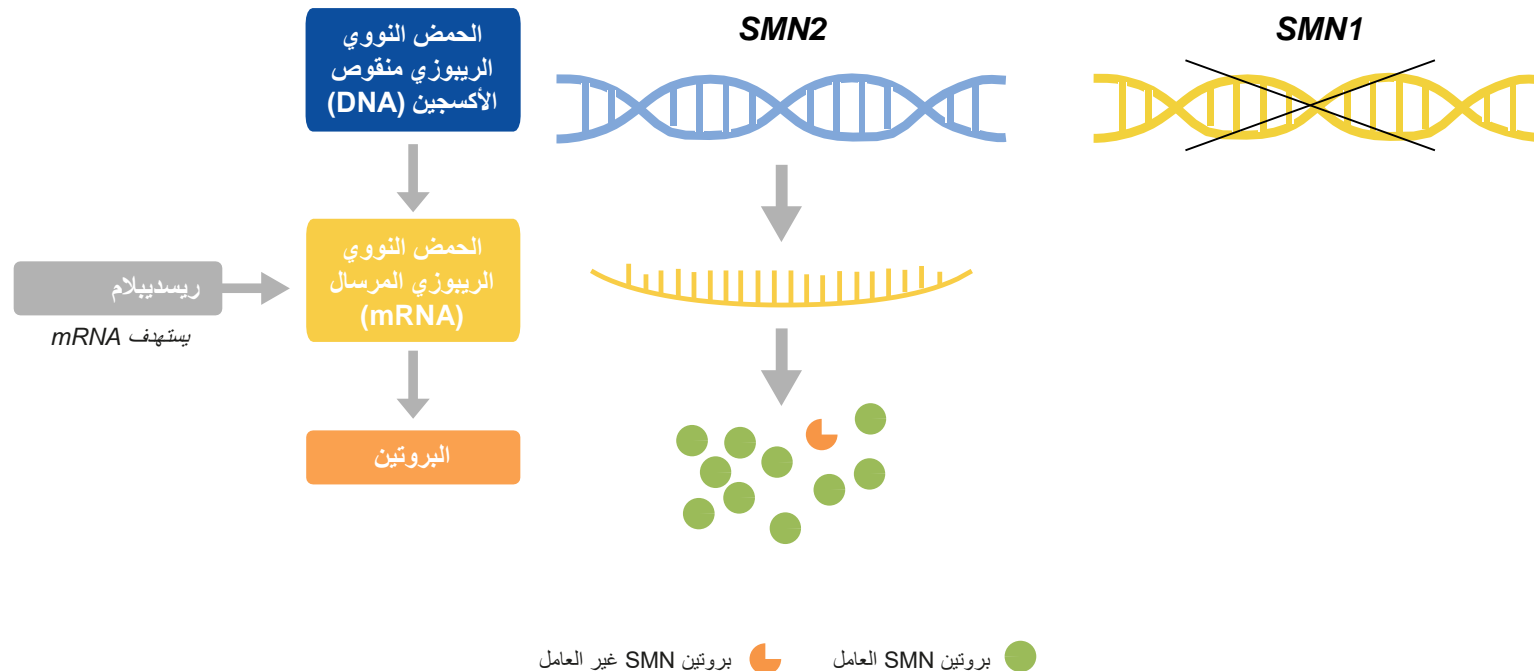 SMN1
SMN2
الحمض النووي
الريبوزي منقوص
الأكسجين (DNA)
الحمض النووي
الريبوزي المرسال
(mRNA)
ريسديبلام
يستهدف mRNA
البروتين
بروتين SMN العامل
بروتين SMN غير العامل